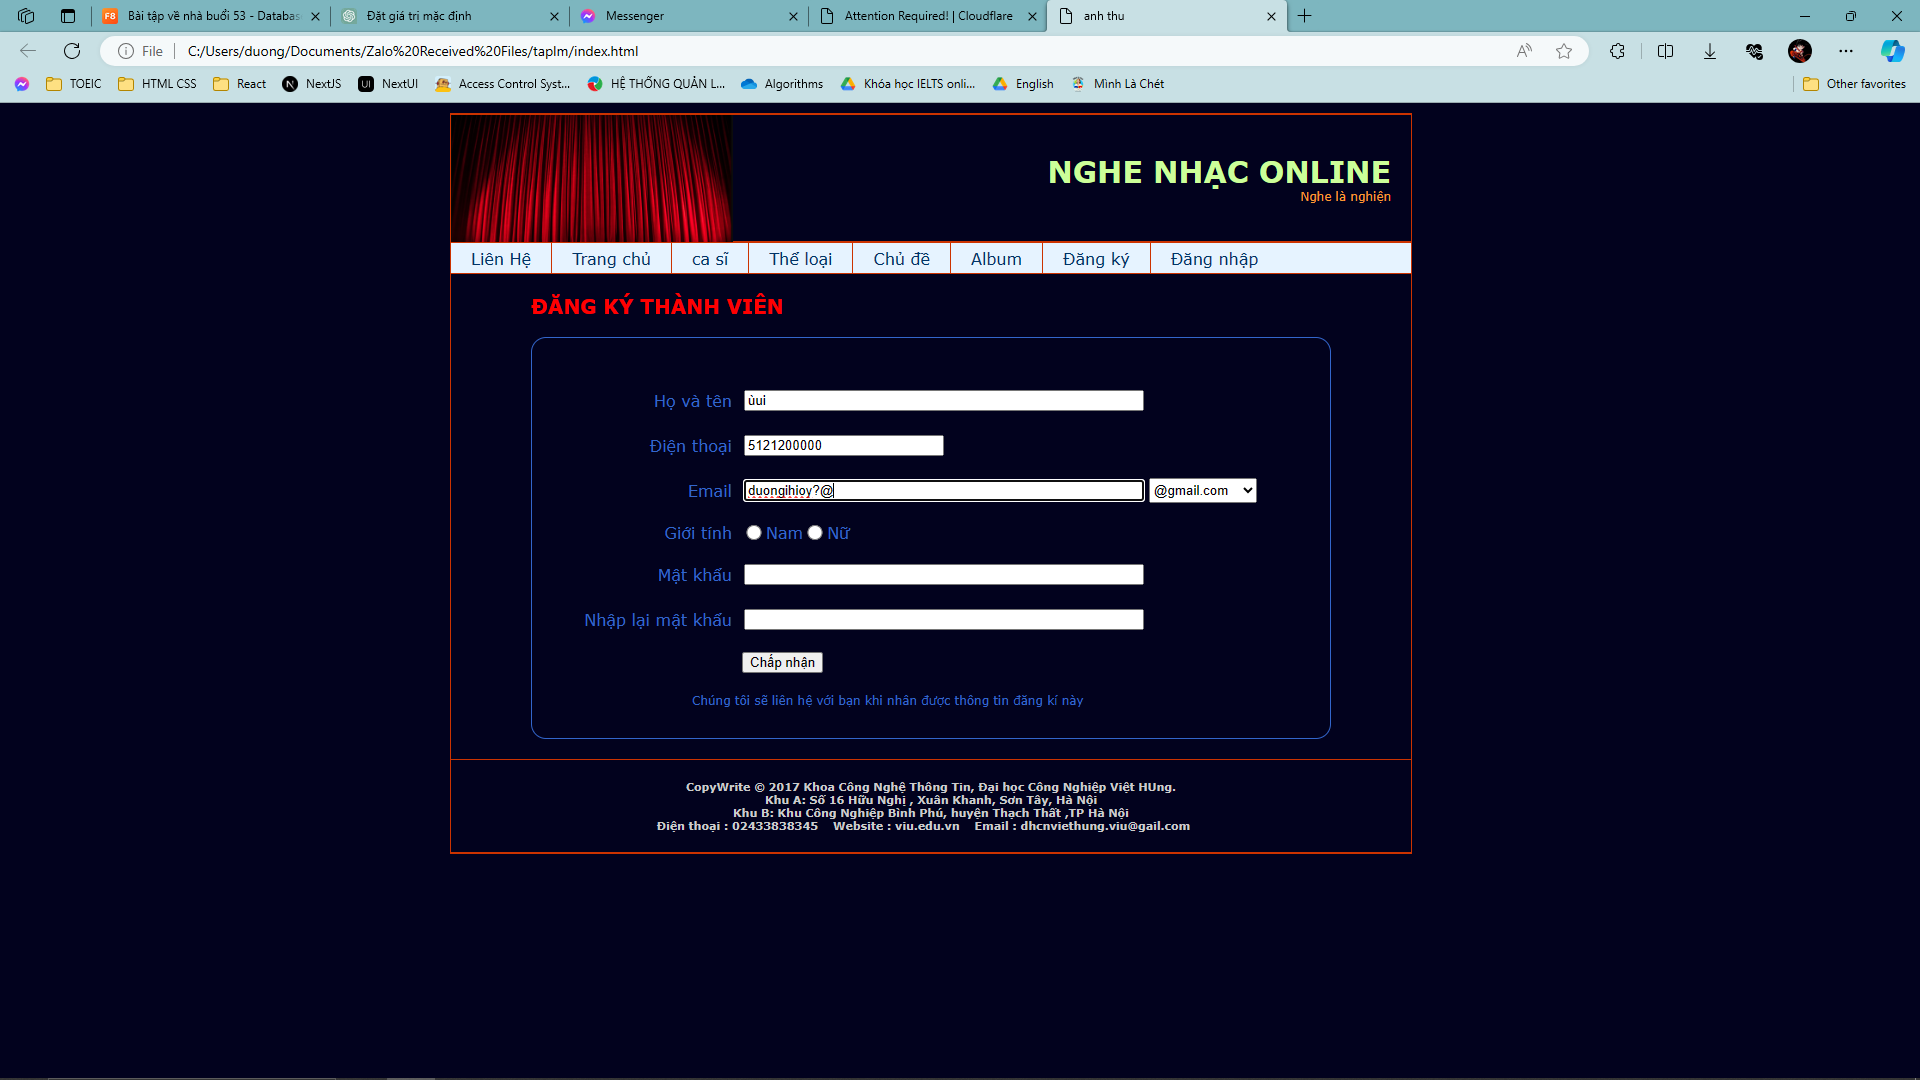 Bài tập về nhà buổi 53 - Databas
Đặt giá trị mặc định
Messenger
Attention Required! | Cloudflare
anh thu
File
C:/Users/duong/Documents/Zalo%20Received%20Files/taplm/index.html
TOEIC
HTML CSS
React
NextJS
NextUI
Access Control Syst...
HỆ THỐNG QUẢN L...
Algorithms
Khóa học IELTS onli...
English
Mình Là Chét
Other favorites
NGHE NHẠC ONLINE
Nghe là nghiện
Liên Hệ Trang chủ ca sĩ Thể loại Chủ đề Album Đăng ký Đăng nhập
ĐĂNG KÝ THÀNH VIÊN
Họ và tên ùui
Điện thoại 5121200000
Email duongihioy?@ @gmail.com
Giới tính Nam Nữ
Mật khẩu
Nhập lại mật khẩu
Chấp nhận
Chúng tôi sẽ liên hệ với bạn khi nhân được thông tin đăng kí này
CopyWrite © 2017 Khoa Công Nghệ Thông Tin, Đại học Công Nghiệp Việt HUng.
Khu A: Số 16 Hữu Nghị , Xuân Khanh, Sơn Tây, Hà Nội
Khu B: Khu Công Nghiệp Bình Phú, huyện Thạch Thất ,TP Hà Nội
Điện thoại : 02433838345 Website : viu.edu.vn Email : dhcnviethung.viu@gail.com